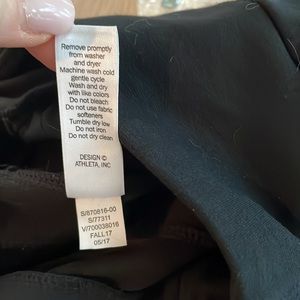 Remove promptly
from washer
and dryer
Machine wash cold
gentle cycle
Wash and dry
with like colors
Do not bleach
Do not use fabric
softeners
Tumble dry low
Do not iron
Do not dry clean
DESIGN ©
ATHLETA, INC
S/870816-00
S/77311
V/700038016
FALL 17
05/17